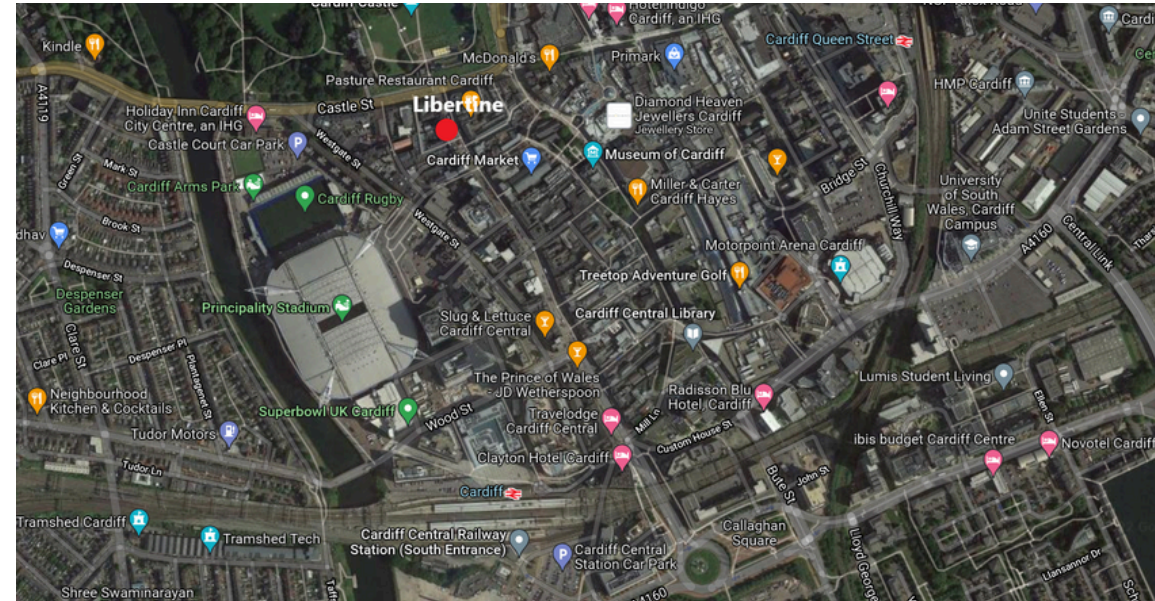 Cardiff Castle
Hotel Indigo
Cardiff, an IHG
Cardi
Kindle
McDonald's
Primark
Cardiff Queen Street
HMP Cardiff
Pasture Restaurant Cardiff
A4119
Castle St
Libertine
Holiday Inn Cardiff
City Centre, an IHG
Diamond Heaven
Jewellers Cardiff
Jewellery Store
Unite Students -
Adam Street Gardens
Castle Court Car Park
Westgate St
Cardiff Market
Museum of Cardiff
Green St
Mark St
Cardiff Arms Park
Cardiff Rugby
Miller & Carter
Cardiff Hayes
Bridge St
Churchill Way
University
of South
Wales, Cardiff
Campus
Brook St
Westgate St
dhav
Motorpoint Arena Cardiff
A4160
Central Link
Despenser St
Treetop Adventure Golf
Despenser
Gardens
Principality Stadium
Slug & Lettuce
Cardiff Central
Cardiff Central Library
Clare St
Despenser Pl
Clare Pl
Plantagenet St
The Prince of Wales
- JD Wetherspoon
Radisson Blu
Hotel, Cardiff
Lumis Student Living
Neighbourhood
Kitchen & Cocktails
Superbowl UK Cardiff
Wood St
Travelodge
Cardiff Central
Mill Ln
Ellen St
Tudor Motors
Custom House St
ibis budget Cardiff Centre
Novotel Cardiff
Clayton Hotel Cardiff
Tudor Ln
John St
Bute St
Cardiff
Tramshed Cardiff
Tramshed Tech
Cardiff Central Railway
Station (South Entrance)
Callaghan
Square
Cardiff Central
Station Car Park
Lloyd George
Llansannor Dr
Shree Swaminarayan
A4160